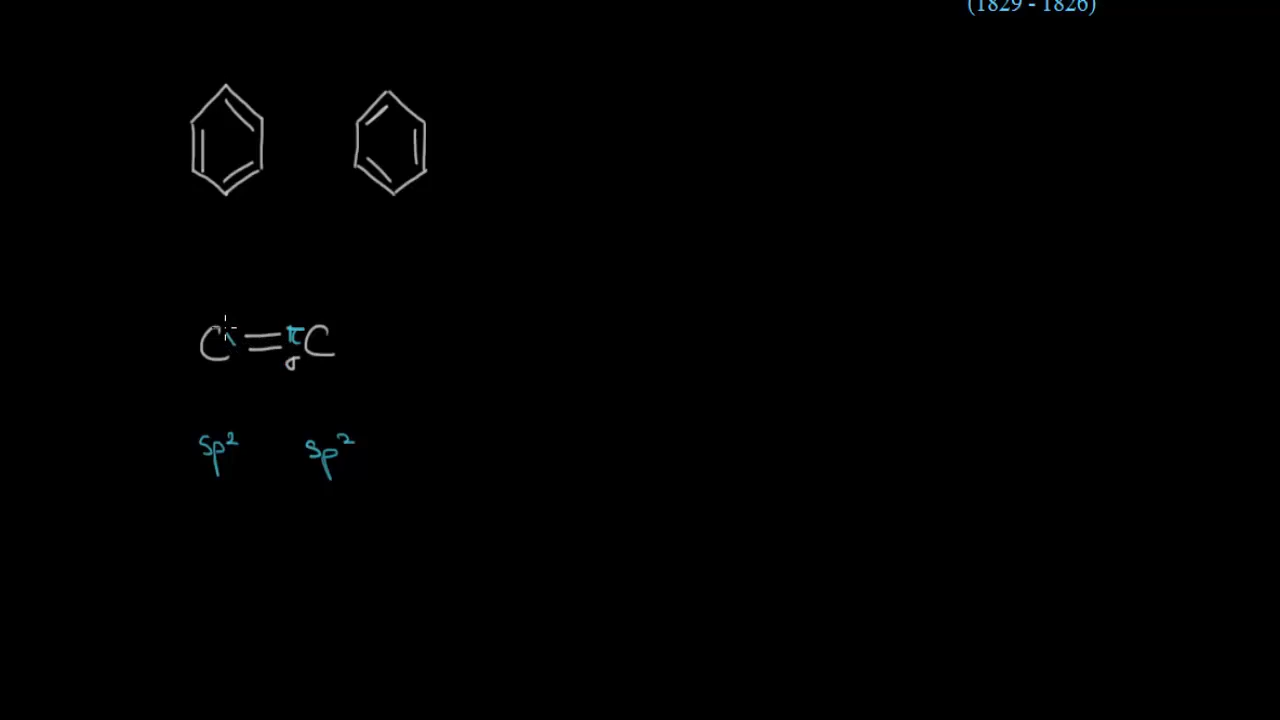 (1829 - 1826)
C = π C
σ
sp²  sp²